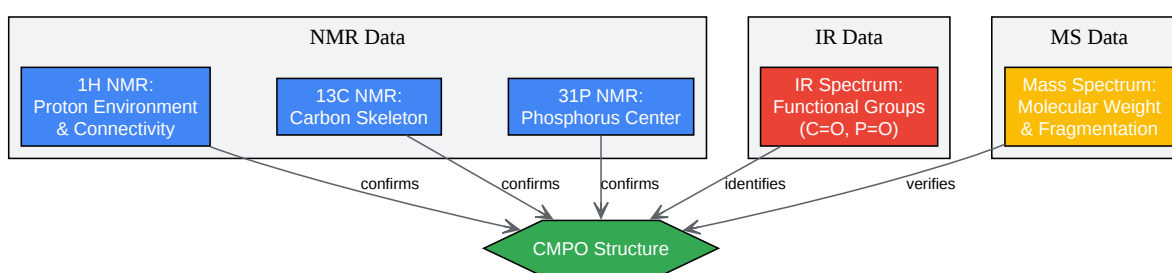 NMR Data
1H NMR:
Proton Environment
& Connectivity
13C NMR:
Carbon Skeleton
31P NMR:
Phosphorus Center
IR Data
IR Spectrum:
Functional Groups
(C=O, P=O)
MS Data
Mass Spectrum:
Molecular Weight
& Fragmentation
confirms
confirms
confirms
identifies
verifies
CMPO Structure